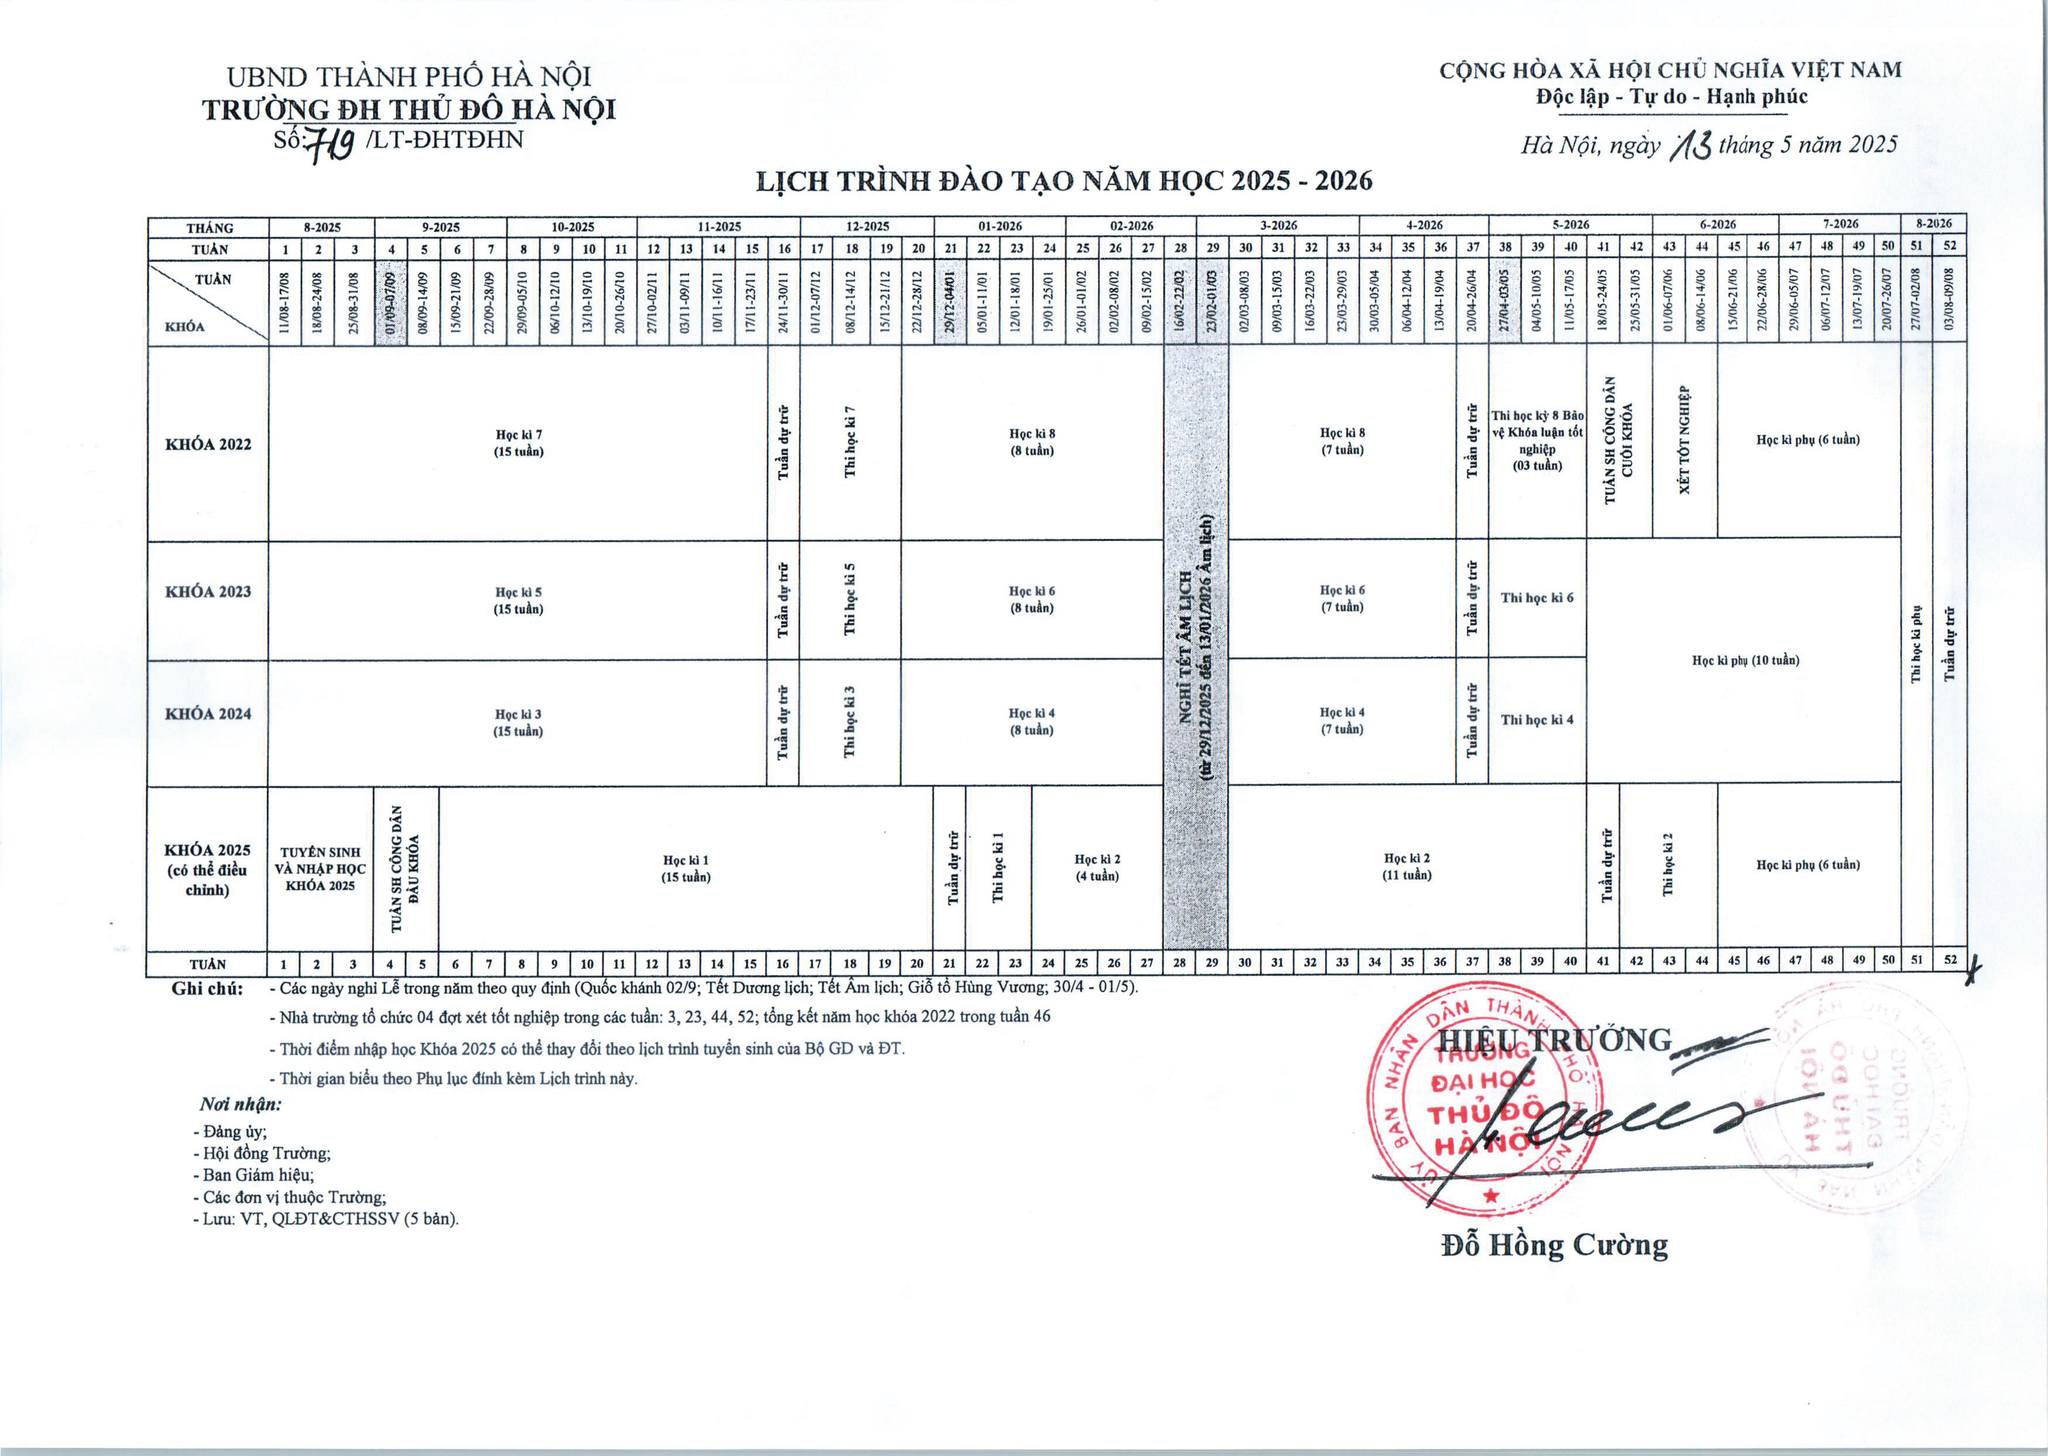 UBND THÀNH PHỐ HÀ NỘI
TRƯỜNG ĐH THỦ ĐÔ HÀ NỘI
Số: 719 /LT-ĐHTĐHN
CỘNG HÒA XÃ HỘI CHỦ NGHĨA VIỆT NAM
Độc lập - Tự do - Hạnh phúc
Hà Nội, ngày 13 tháng 5 năm 2025
LỊCH TRÌNH ĐÀO TẠO NĂM HỌC 2025 - 2026
THÁNG 8-2025 9-2025 10-2025 11-2025 12-2025 01-2026 02-2026 3-2026 4-2026 5-2026 6-2026 7-2026 8-2026
TUẦN 1 2 3 4 5 6 7 8 9 10 11 12 13 14 15 16 17 18 19 20 21 22 23 24 25 26 27 28 29 30 31 32 33 34 35 36 37 38 39 40 41 42 43 44 45 46 47 48 49 50 51 52
TUẦN
KHÓA
11/08-17/08 18/08-24/08 25/08-31/08 01/09-07/09 08/09-14/09 15/09-21/09 22/09-28/09 29/09-05/10 06/10-12/10 13/10-19/10 20/10-26/10 27/10-02/11 03/11-09/11 10/11-16/11 17/11-23/11 24/11-30/11 01/12-07/12 08/12-14/12 15/12-21/12 22/12-28/12 29/12-04/01 05/01-11/01 12/01-18/01 19/01-25/01 26/01-01/02 02/02-08/02 09/02-15/02 16/02-22/02 23/02-01/03 02/03-08/03 09/03-15/03 16/03-22/03 23/03-29/03 30/03-05/04 06/04-12/04 13/04-19/04 20/04-26/04 27/04-03/05 04/05-10/05 11/05-17/05 18/05-24/05 25/05-31/05 01/06-07/06 08/06-14/06 15/06-21/06 22/06-28/06 29/06-05/07 06/07-12/07 13/07-19/07 20/07-26/07 27/07-02/08 03/08-09/08
KHÓA 2022
Học kì 7
(15 tuần)
Tuần dự trữ
Thi học kì 7
Học kì 8
(8 tuần)
NGHỈ TẾT ÂM LỊCH
(từ 29/12/2025 đến 13/01/2026 Âm lịch)
Học kì 8
(7 tuần)
Tuần dự trữ
Thi học kỳ 8 Bảo
vệ Khóa luận tốt
nghiệp
(03 tuần)
TUẦN SH CÔNG DÂN
CUỐI KHÓA
XÉT TỐT NGHIỆP
Học kì phụ (6 tuần)
Thi học kì phụ
Tuần dự trữ
KHÓA 2023
Học kì 5
(15 tuần)
Tuần dự trữ
Thi học kì 5
Học kì 6
(8 tuần)
Học kì 6
(7 tuần)
Tuần dự trữ
Thi học kì 6
Học kì phụ (10 tuần)
KHÓA 2024
Học kì 3
(15 tuần)
Tuần dự trữ
Thi học kì 3
Học kì 4
(8 tuần)
Học kì 4
(7 tuần)
Tuần dự trữ
Thi học kì 4
KHÓA 2025
(có thể điều
chỉnh)
TUYỂN SINH
VÀ NHẬP HỌC
KHÓA 2025
TUẦN SH CÔNG DÂN
ĐẦU KHÓA
Học kì 1
(15 tuần)
Tuần dự trữ
Thi học kì 1
Học kì 2
(4 tuần)
Học kì 2
(11 tuần)
Tuần dự trữ
Thi học kì 2
Học kì phụ (6 tuần)
TUẦN 1 2 3 4 5 6 7 8 9 10 11 12 13 14 15 16 17 18 19 20 21 22 23 24 25 26 27 28 29 30 31 32 33 34 35 36 37 38 39 40 41 42 43 44 45 46 47 48 49 50 51 52
Ghi chú: - Các ngày nghỉ Lễ trong năm theo quy định (Quốc khánh 02/9; Tết Dương lịch; Tết Âm lịch; Giỗ tổ Hùng Vương; 30/4 - 01/5).
- Nhà trường tổ chức 04 đợt xét tốt nghiệp trong các tuần: 3, 23, 44, 52; tổng kết năm học khóa 2022 trong tuần 46
- Thời điểm nhập học Khóa 2025 có thể thay đổi theo lịch trình tuyển sinh của Bộ GD và ĐT.
- Thời gian biểu theo Phụ lục đính kèm Lịch trình này.
Nơi nhận:
- Đảng ủy;
- Hội đồng Trường;
- Ban Giám hiệu;
- Các đơn vị thuộc Trường;
- Lưu: VT, QLĐT&CTHSSV (5 bản).
HIỆU TRƯỞNG
ỦY BAN NHÂN DÂN THÀNH PHỐ HÀ NỘI
TRƯỜNG
ĐẠI HỌC
THỦ ĐÔ
HÀ NỘI
Đỗ Hồng Cường